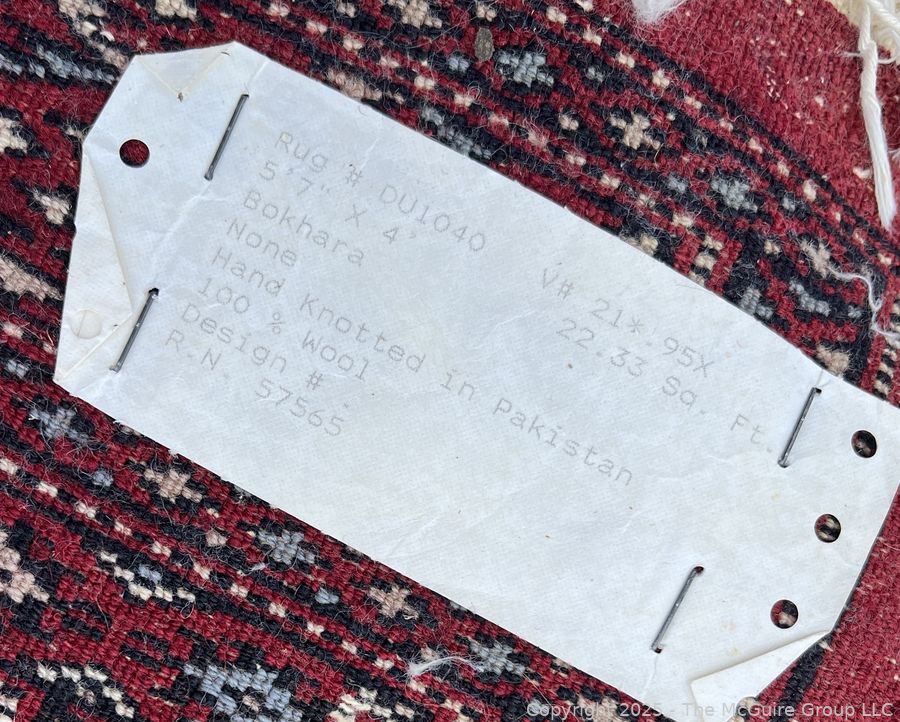 Rug # DU1040 V# 21*.95X
5'7" X 4' 22.33 Sq. Ft.
Bokhara
None
Hand Knotted in Pakistan
100 % Wool
Design #
R.N. 57565
Copyright 2025 - The McGuire Group LLC